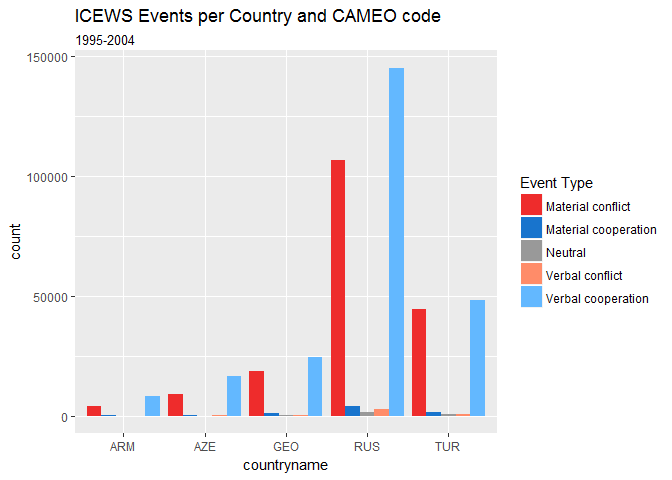 ICEWS Events per Country and CAMEO code
1995-2004
150000
100000
50000
0
count
ARM AZE GEO RUS TUR
countryname
Event Type
Material conflict
Material cooperation
Neutral
Verbal conflict
Verbal cooperation